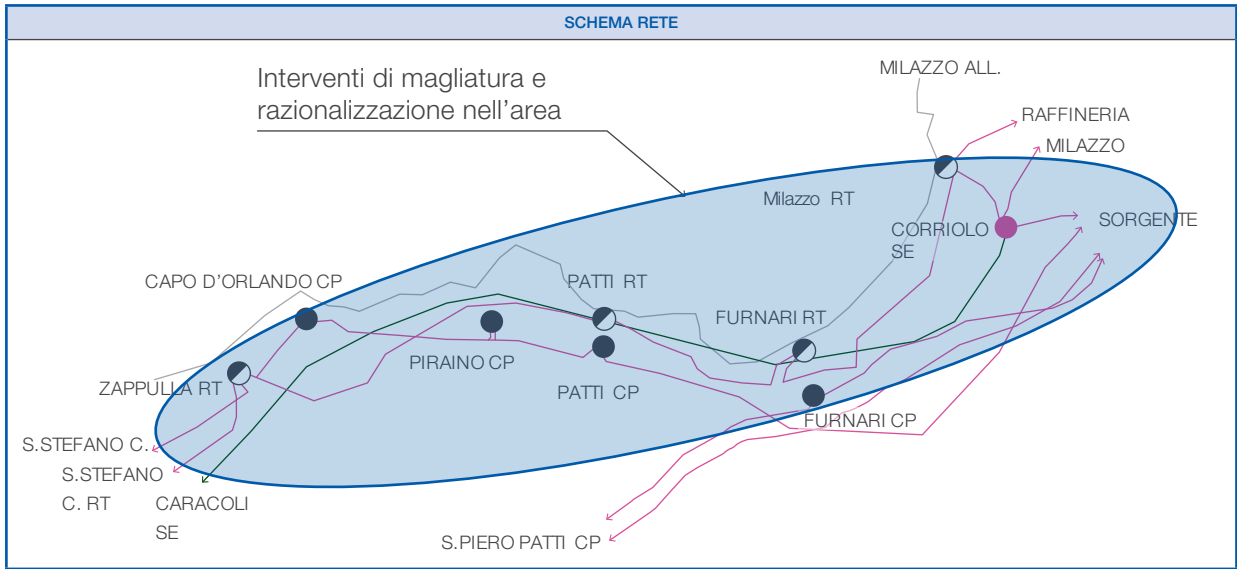 SCHEMA RETE
Interventi di magliatura e
razionalizzazione nell'area
MILAZZO ALL.
RAFFINERIA
MILAZZO
Milazzo RT
CORRIOLO
SE
SORGENTE
CAPO D'ORLANDO CP
PATTI RT
FURNARI RT
PIRAINO CP
ZAPPULLA RT
PATTI CP
FURNARI CP
S.STEFANO C.
S.STEFANO
C. RT
CARACOLI
SE
S.PIERO PATTI CP